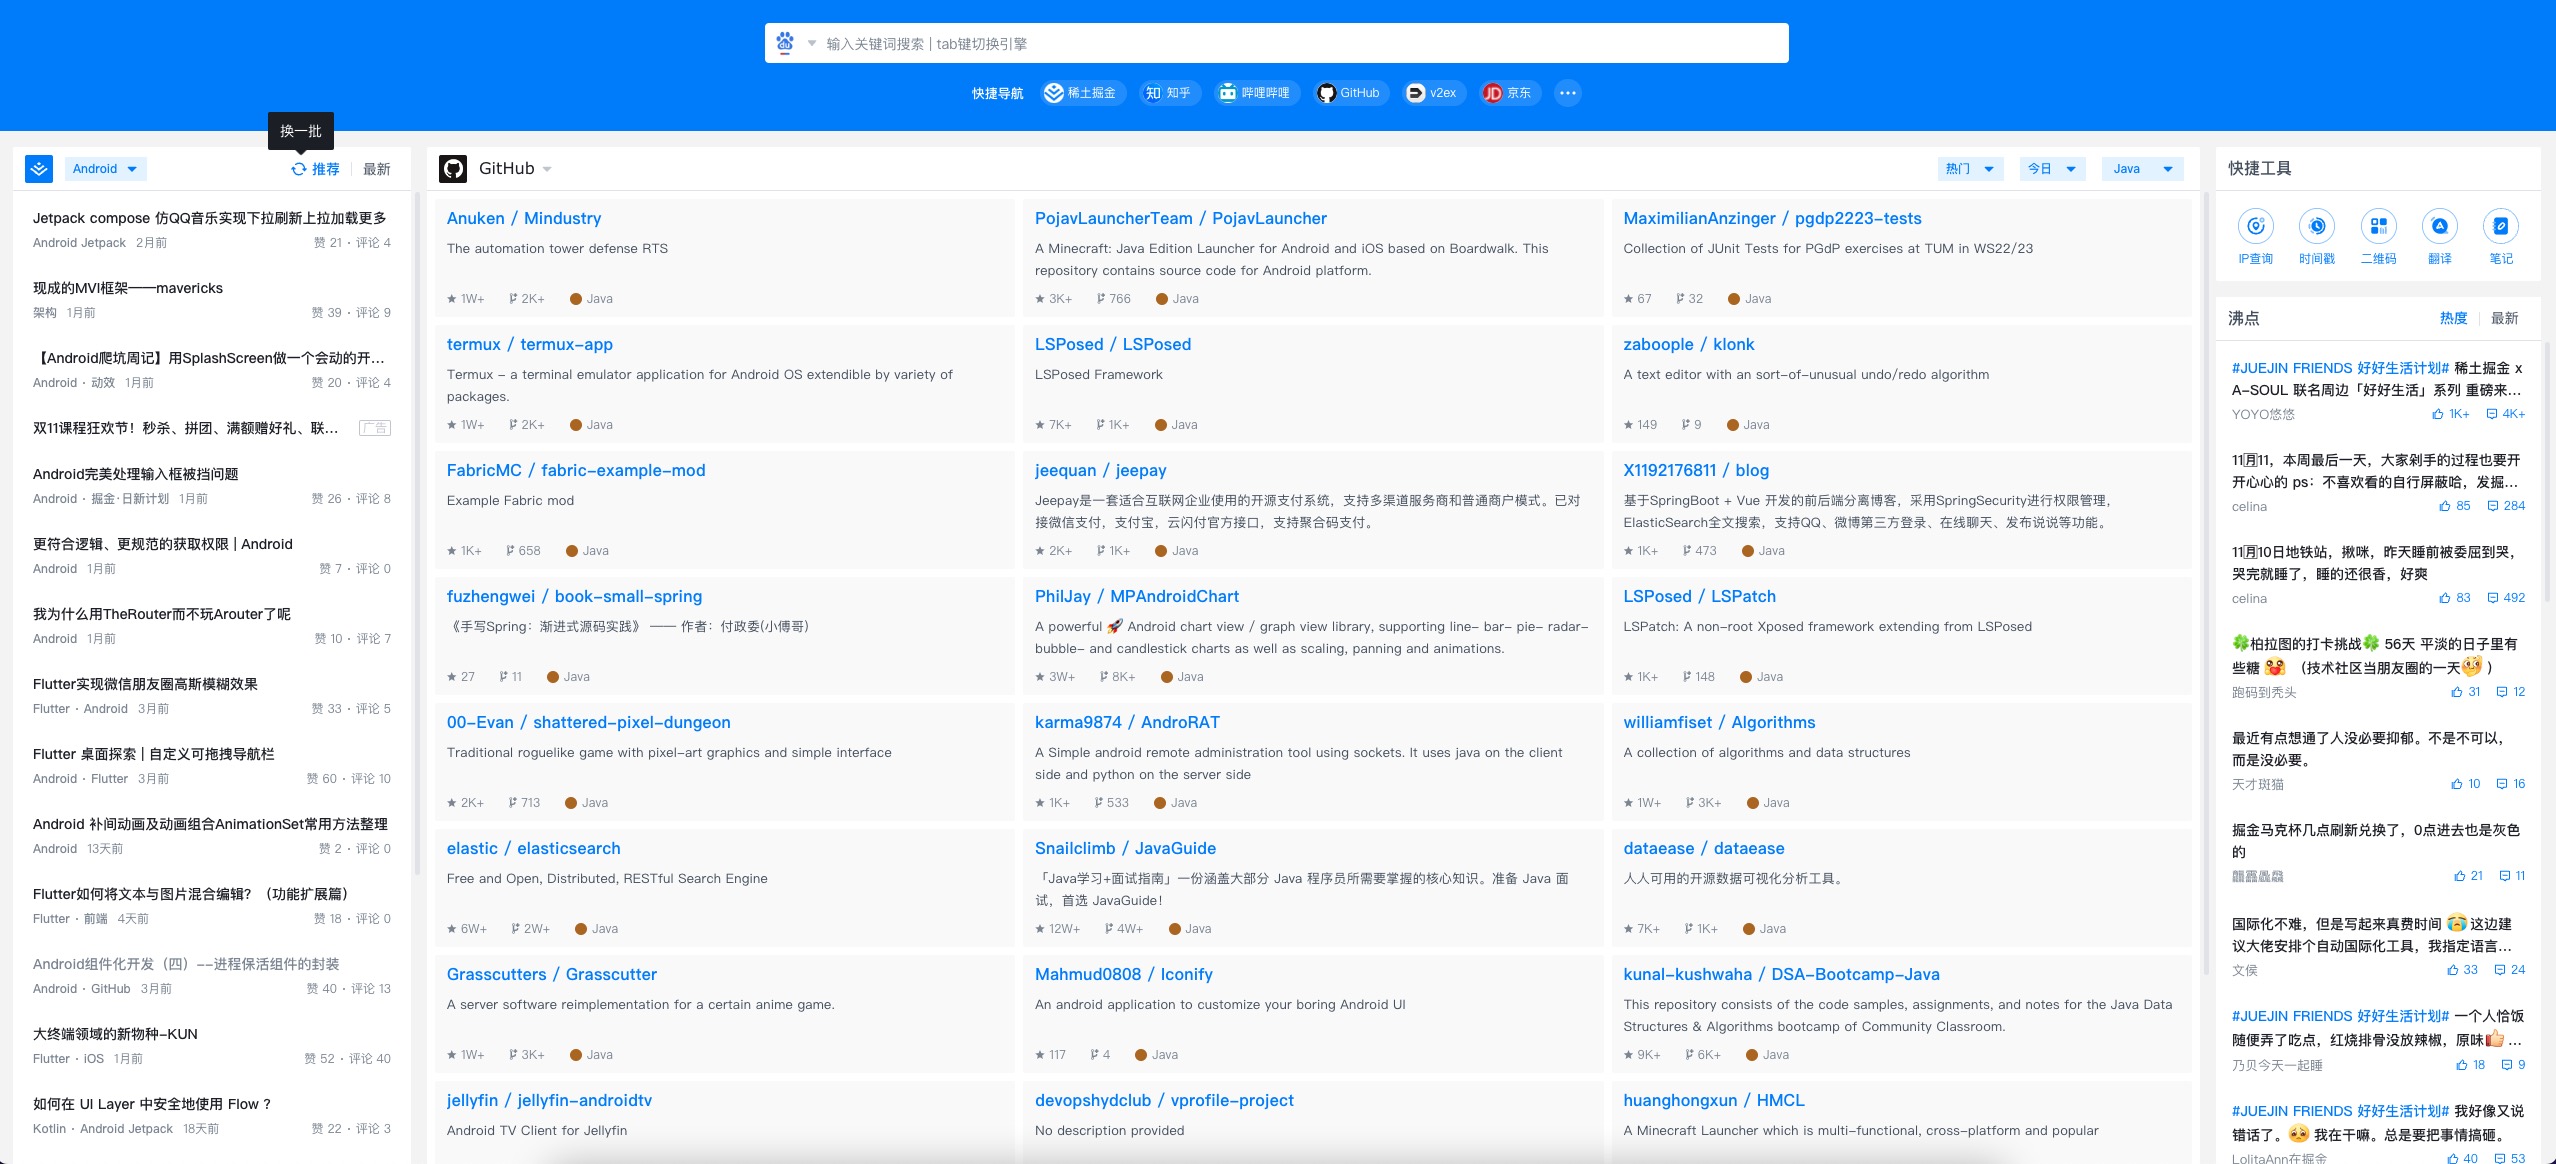 输入关键词搜索 | tab键切换引擎
快捷导航 稀土掘金 知乎 哔哩哔哩 GitHub v2ex JD 京东 ···
换一批
Android 推荐 最新
Jetpack compose 仿QQ音乐实现下拉刷新上拉加载更多
Android Jetpack 2月前 赞 21 · 评论 4
现成的MVI框架——mavericks
架构 1月前 赞 39 · 评论 9
【Android爬坑周记】用SplashScreen做一个会动的开...
Android · 动效 1月前 赞 20 · 评论 4
双11课程狂欢节！秒杀、拼团、满额赠好礼、联... 广告
Android完美处理输入框被挡问题
Android · 掘金·日新计划 1月前 赞 26 · 评论 8
更符合逻辑、更规范的获取权限 | Android
Android 1月前 赞 7 · 评论 0
我为什么用TheRouter而不玩Arouter了呢
Android 1月前 赞 10 · 评论 7
Flutter实现微信朋友圈高斯模糊效果
Flutter · Android 3月前 赞 33 · 评论 5
Flutter 桌面探索 | 自定义可拖拽导航栏
Android · Flutter 3月前 赞 60 · 评论 10
Android 补间动画及动画组合AnimationSet常用方法整理
Android 13天前 赞 2 · 评论 0
Flutter如何将文本与图片混合编辑？（功能扩展篇）
Flutter · 前端 4天前 赞 18 · 评论 0
Android组件化开发（四）--进程保活组件的封装
Android · GitHub 3月前 赞 40 · 评论 13
大终端领域的新物种-KUN
Flutter · iOS 1月前 赞 52 · 评论 40
如何在 UI Layer 中安全地使用 Flow ?
Kotlin · Android Jetpack 18天前 赞 22 · 评论 3
GitHub 热门 今日 Java
Anuken / Mindustry
The automation tower defense RTS
1W+ 2K+ Java
PojavLauncherTeam / PojavLauncher
A Minecraft: Java Edition Launcher for Android and iOS based on Boardwalk. This
repository contains source code for Android platform.
3K+ 766 Java
MaximilianAnzinger / pgdp2223-tests
Collection of JUnit Tests for PGdP exercises at TUM in WS22/23
67 32 Java
termux / termux-app
Termux - a terminal emulator application for Android OS extendible by variety of
packages.
1W+ 2K+ Java
LSPosed / LSPosed
LSPosed Framework
7K+ 1K+ Java
zaboople / klonk
A text editor with an sort-of-unusual undo/redo algorithm
149 9 Java
FabricMC / fabric-example-mod
Example Fabric mod
1K+ 658 Java
jeequan / jeepay
Jeepay是一套适合互联网企业使用的开源支付系统，支持多渠道服务商和普通商户模式。已对
接微信支付，支付宝，云闪付官方接口，支持聚合码支付。
2K+ 1K+ Java
X1192176811 / blog
基于SpringBoot + Vue 开发的前后端分离博客，采用SpringSecurity进行权限管理，
ElasticSearch全文搜索，支持QQ、微博第三方登录、在线聊天、发布说说等功能。
1K+ 473 Java
fuzhengwei / book-small-spring
《手写Spring：渐进式源码实践》 —— 作者：付政委(小傅哥)
27 11 Java
PhilJay / MPAndroidChart
A powerful 🚀 Android chart view / graph view library, supporting line- bar- pie- radar-
bubble- and candlestick charts as well as scaling, panning and animations.
3W+ 8K+ Java
LSPosed / LSPatch
LSPatch: A non-root Xposed framework extending from LSPosed
1K+ 148 Java
00-Evan / shattered-pixel-dungeon
Traditional roguelike game with pixel-art graphics and simple interface
2K+ 713 Java
karma9874 / AndroRAT
A Simple android remote administration tool using sockets. It uses java on the client
side and python on the server side
1K+ 533 Java
williamfiset / Algorithms
A collection of algorithms and data structures
1W+ 3K+ Java
elastic / elasticsearch
Free and Open, Distributed, RESTful Search Engine
6W+ 2W+ Java
Snailclimb / JavaGuide
「Java学习+面试指南」一份涵盖大部分 Java 程序员所需要掌握的核心知识。准备 Java 面
试，首选 JavaGuide！
12W+ 4W+ Java
dataease / dataease
人人可用的开源数据可视化分析工具。
7K+ 1K+ Java
Grasscutters / Grasscutter
A server software reimplementation for a certain anime game.
1W+ 3K+ Java
Mahmud0808 / Iconify
An android application to customize your boring Android UI
117 4 Java
kunal-kushwaha / DSA-Bootcamp-Java
This repository consists of the code samples, assignments, and notes for the Java Data
Structures & Algorithms bootcamp of Community Classroom.
9K+ 6K+ Java
jellyfin / jellyfin-androidtv
Android TV Client for Jellyfin
devopshydclub / vprofile-project
No description provided
huanghongxun / HMCL
A Minecraft Launcher which is multi-functional, cross-platform and popular
快捷工具
IP查询 时间戳 二维码 翻译 笔记
沸点 热度 最新
#JUEJIN FRIENDS 好好生活计划# 稀土掘金 x
A-SOUL 联名周边「好好生活」系列 重磅来...
YOYO悠悠 1K+ 4K+
11🈷11，本周最后一天，大家剁手的过程也要开
开心心的 ps：不喜欢看的自行屏蔽哈，发掘...
celina 85 284
11🈷10日地铁站，揪咪，昨天睡前被委屈到哭，
哭完就睡了，睡的还很香，好爽
celina 83 492
🍀柏拉图的打卡挑战🍀 56天 平淡的日子里有
些糖 （技术社区当朋友圈的一天 ）
跑码到秃头 31 12
最近有点想通了人没必要抑郁。不是不可以，
而是没必要。
天才斑猫 10 16
掘金马克杯几点刷新兑换了，0点进去也是灰色
的
21 11
国际化不难，但是写起来真费时间 😭这边建
议大佬安排个自动国际化工具，我指定语言...
文侯 33 24
#JUEJIN FRIENDS 好好生活计划# 一个人恰饭
随便弄了吃点，红烧排骨没放辣椒，原味👍 ...
乃贝今天一起睡 18 9
#JUEJIN FRIENDS 好好生活计划# 我好像又说
错话了。🥺 我在干嘛。总是要把事情搞砸。
LolitaAnn在掘金 40 53